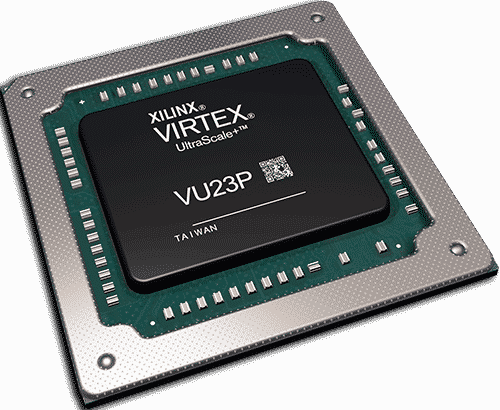 XILINX®
VIRTEX®
UltraScale+™
VU23P
TAIWAN